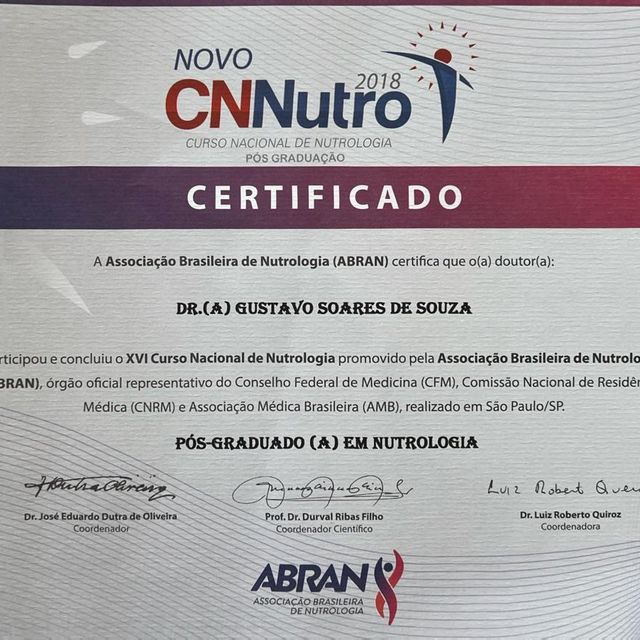 NOVO
CNNutro 2018
CURSO NACIONAL DE NUTROLOGIA
PÓS GRADUAÇÃO
CERTIFICADO
A Associação Brasileira de Nutrologia (ABRAN) certifica que o(a) doutor(a):
DR.(A) GUSTAVO SOARES DE SOUZA
rticipou e concluiu o XVI Curso Nacional de Nutrologia promovido pela Associação Brasileira de Nutrolo
BRAN), órgão oficial representativo do Conselho Federal de Medicina (CFM), Comissão Nacional de Residên
Médica (CNRM) e Associação Médica Brasileira (AMB), realizado em São Paulo/SP.
PÓS-GRADUADO (A) EM NUTROLOGIA
Luiz Robert
Dr. José Eduardo Dutra de Oliveira
Coordenador
Prof. Dr. Durval Ribas Filho
Coordenador Científico
Dr. Luiz Roberto Quiroz
Coordenadora
ABRAN
ASSOCIAÇÃO BRASILEIRA
DE NUTROLOGIA